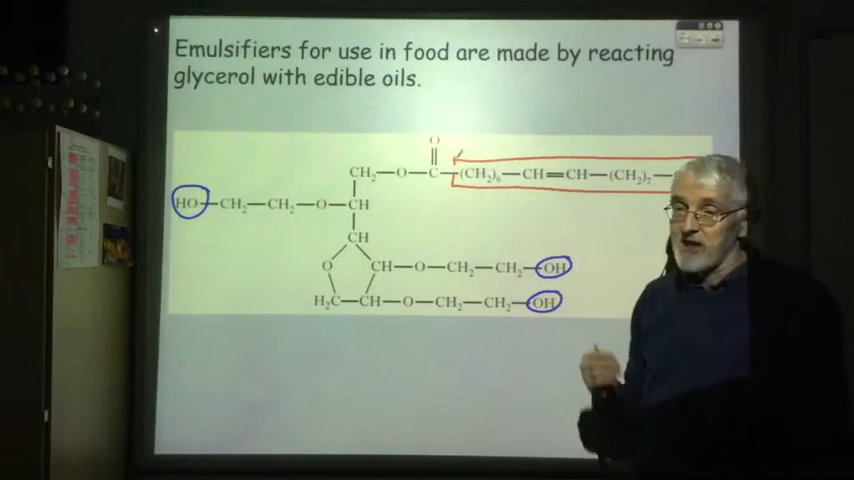 Emulsifiers for use in food are made by reacting
glycerol with edible oils.
O
CH₂—O—C—(CH₂)₆—CH=CH—(CH₂)₇—
HO—CH₂—CH₂—O—CH
CH
O CH—O—CH₂—CH₂—OH
H₂C—CH—O—CH₂—CH₂—OH